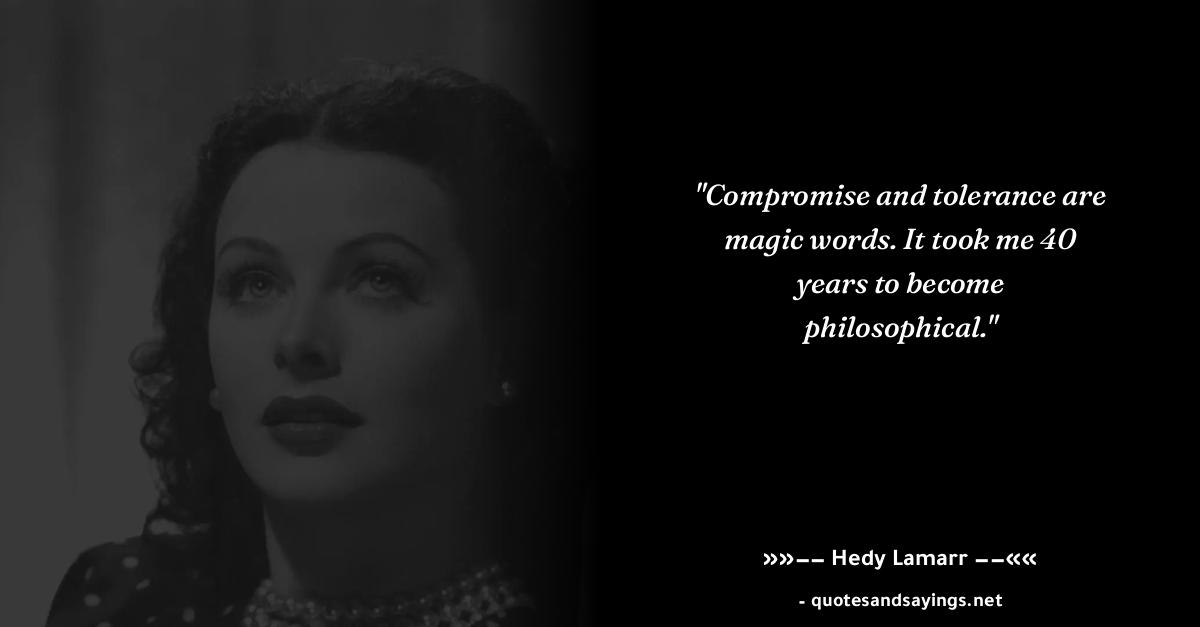 "Compromise and tolerance are
magic words. It took me 40
years to become
philosophical."
»»–– Hedy Lamarr ––««
- quotesandsayings.net